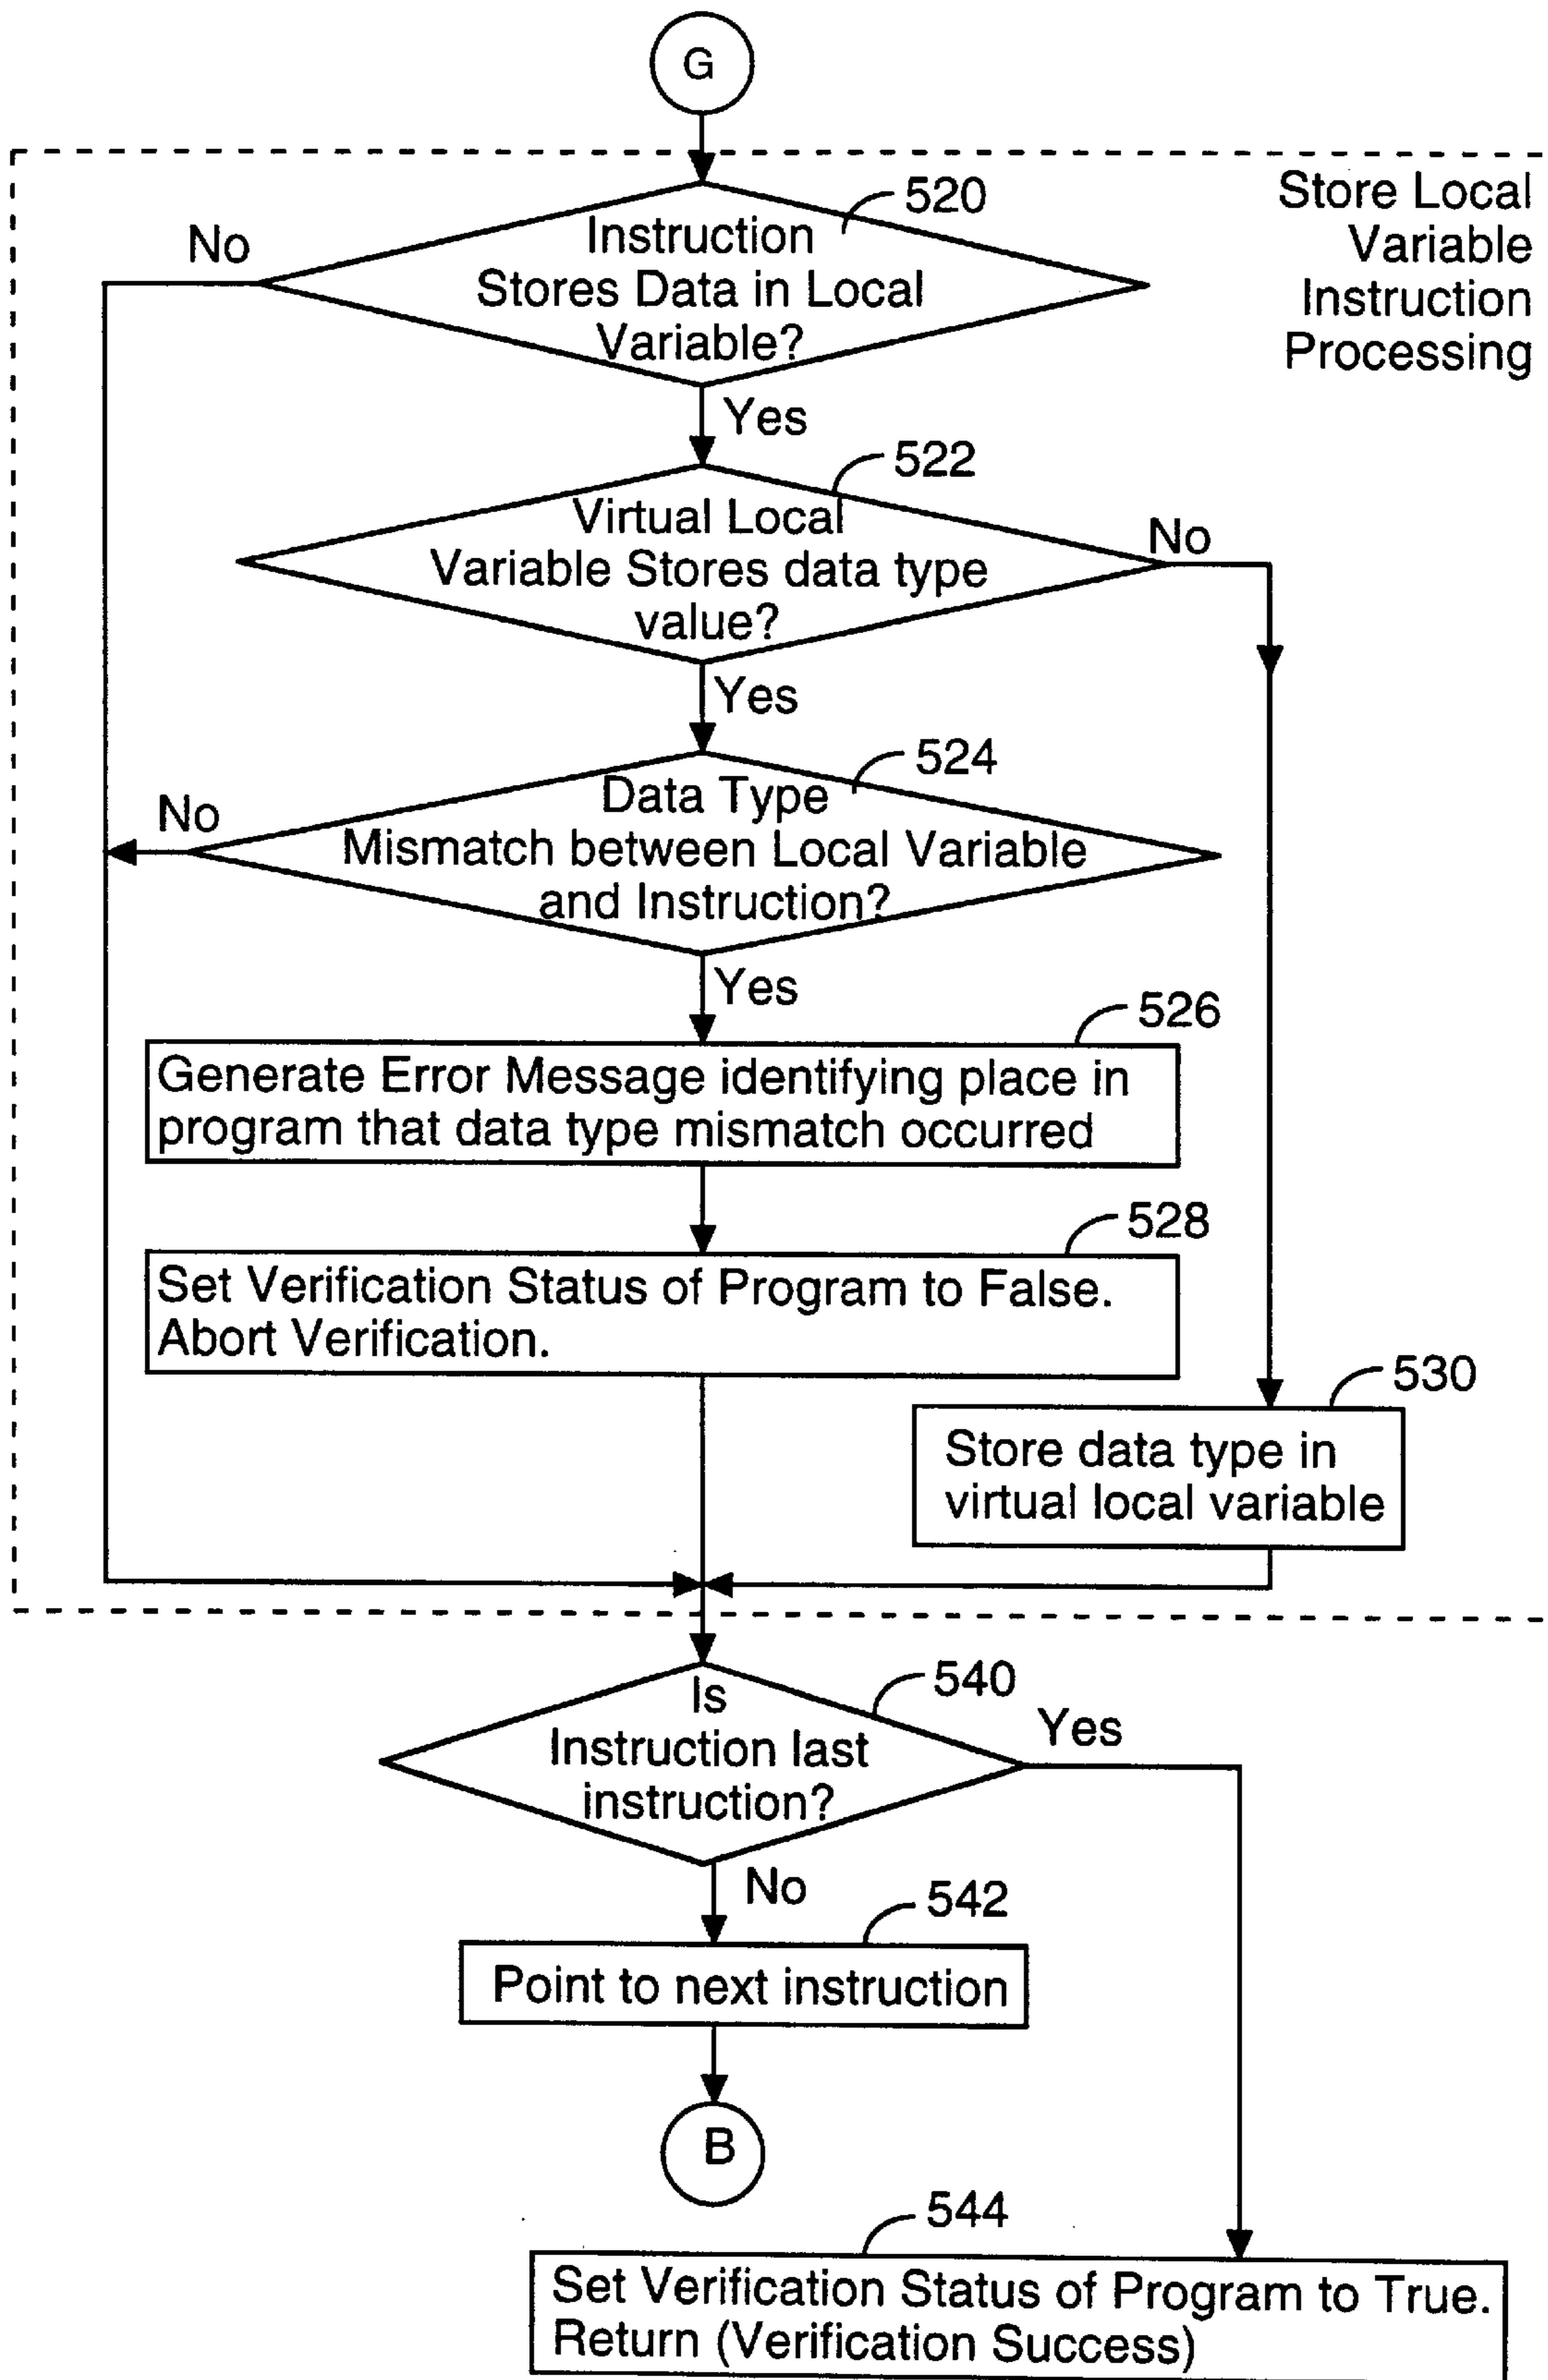 G
520
Store Local
Variable
Instruction
Processing
No
Instruction
Stores Data in Local
Variable?
Yes
522
Virtual Local
Variable Stores data type
value?
No
Yes
524
Data Type
Mismatch between Local Variable
and Instruction?
No
Yes
526
Generate Error Message identifying place in
program that data type mismatch occurred
528
Set Verification Status of Program to False.
Abort Verification.
530
Store data type in
virtual local variable
540
Is
Instruction last
instruction?
Yes
No
542
Point to next instruction
B
544
Set Verification Status of Program to True.
Return (Verification Success)